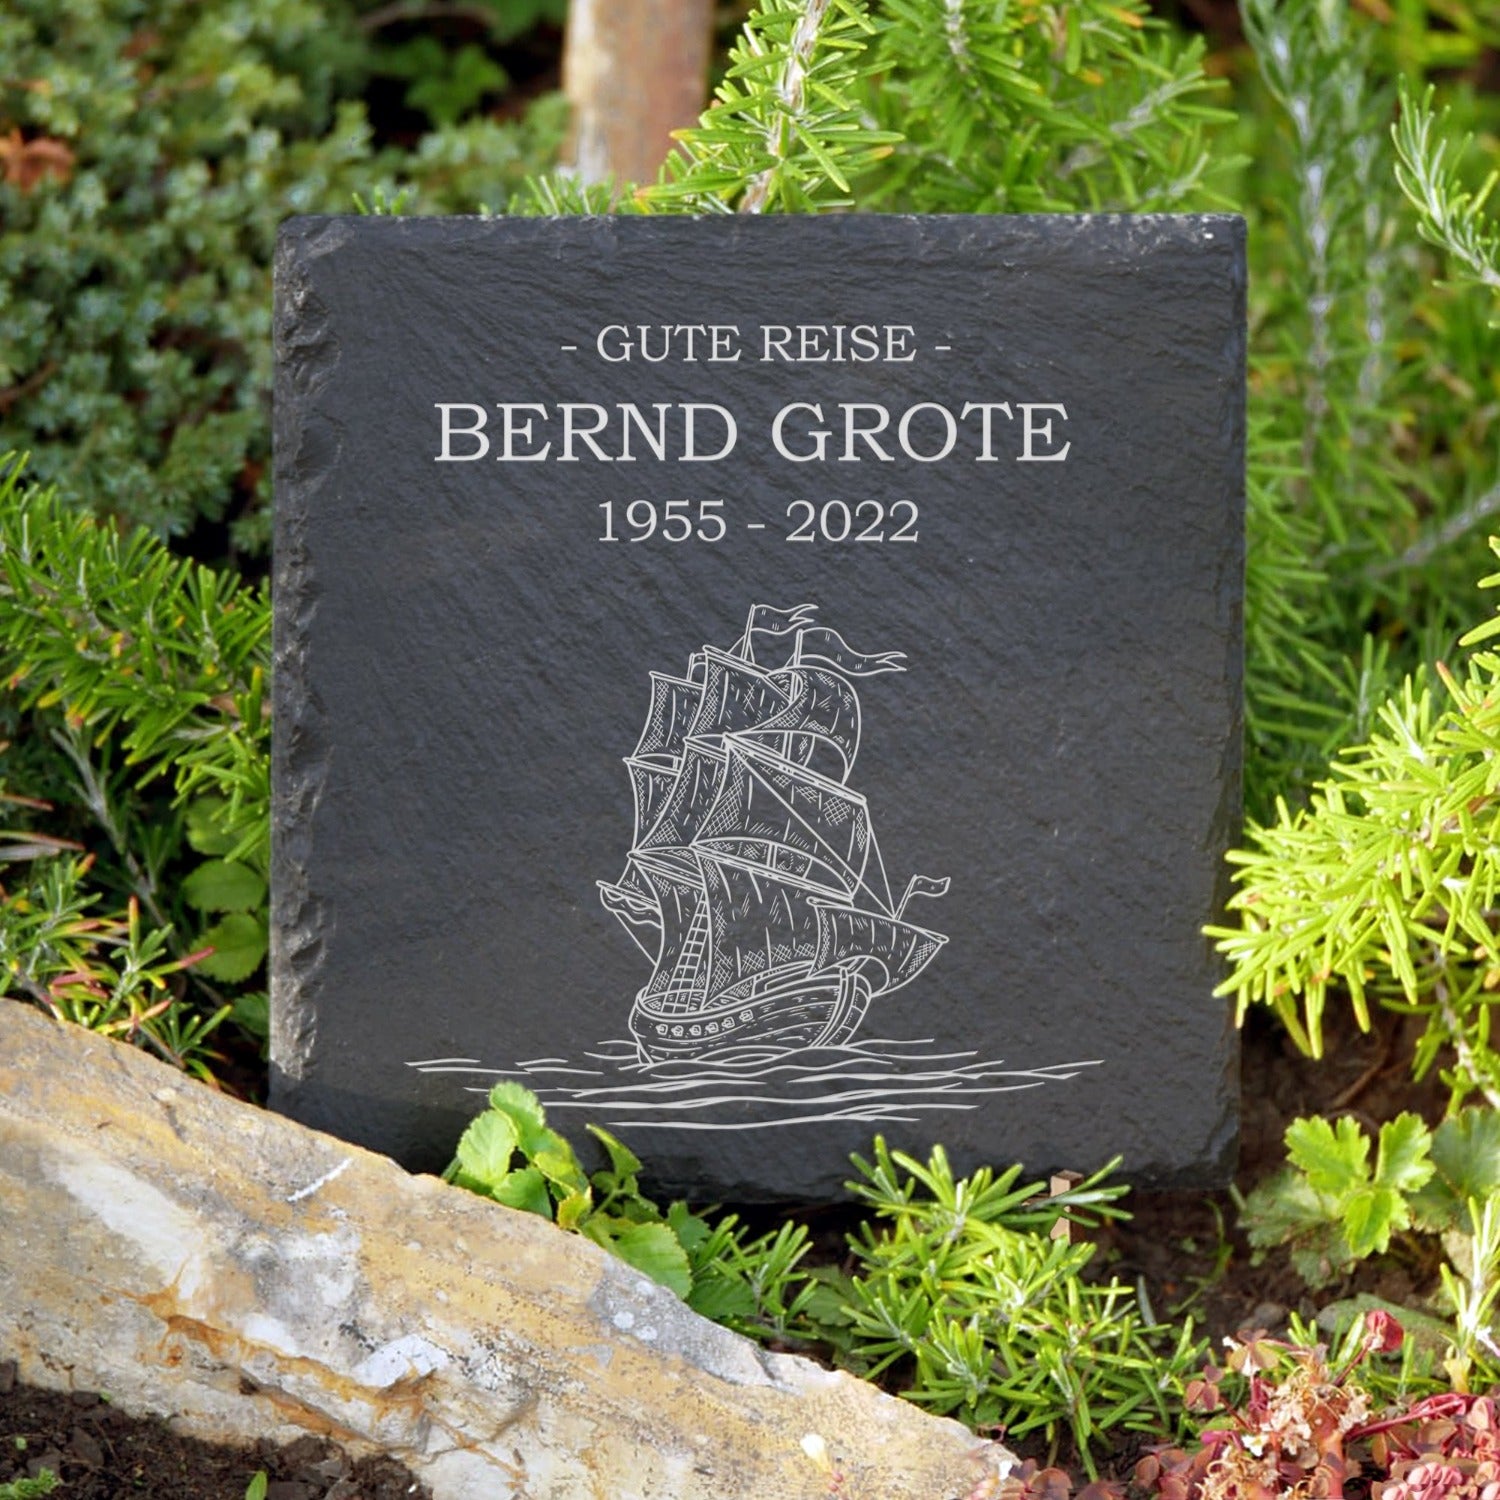 - GUTE REISE -
BERND GROTE
1955 - 2022